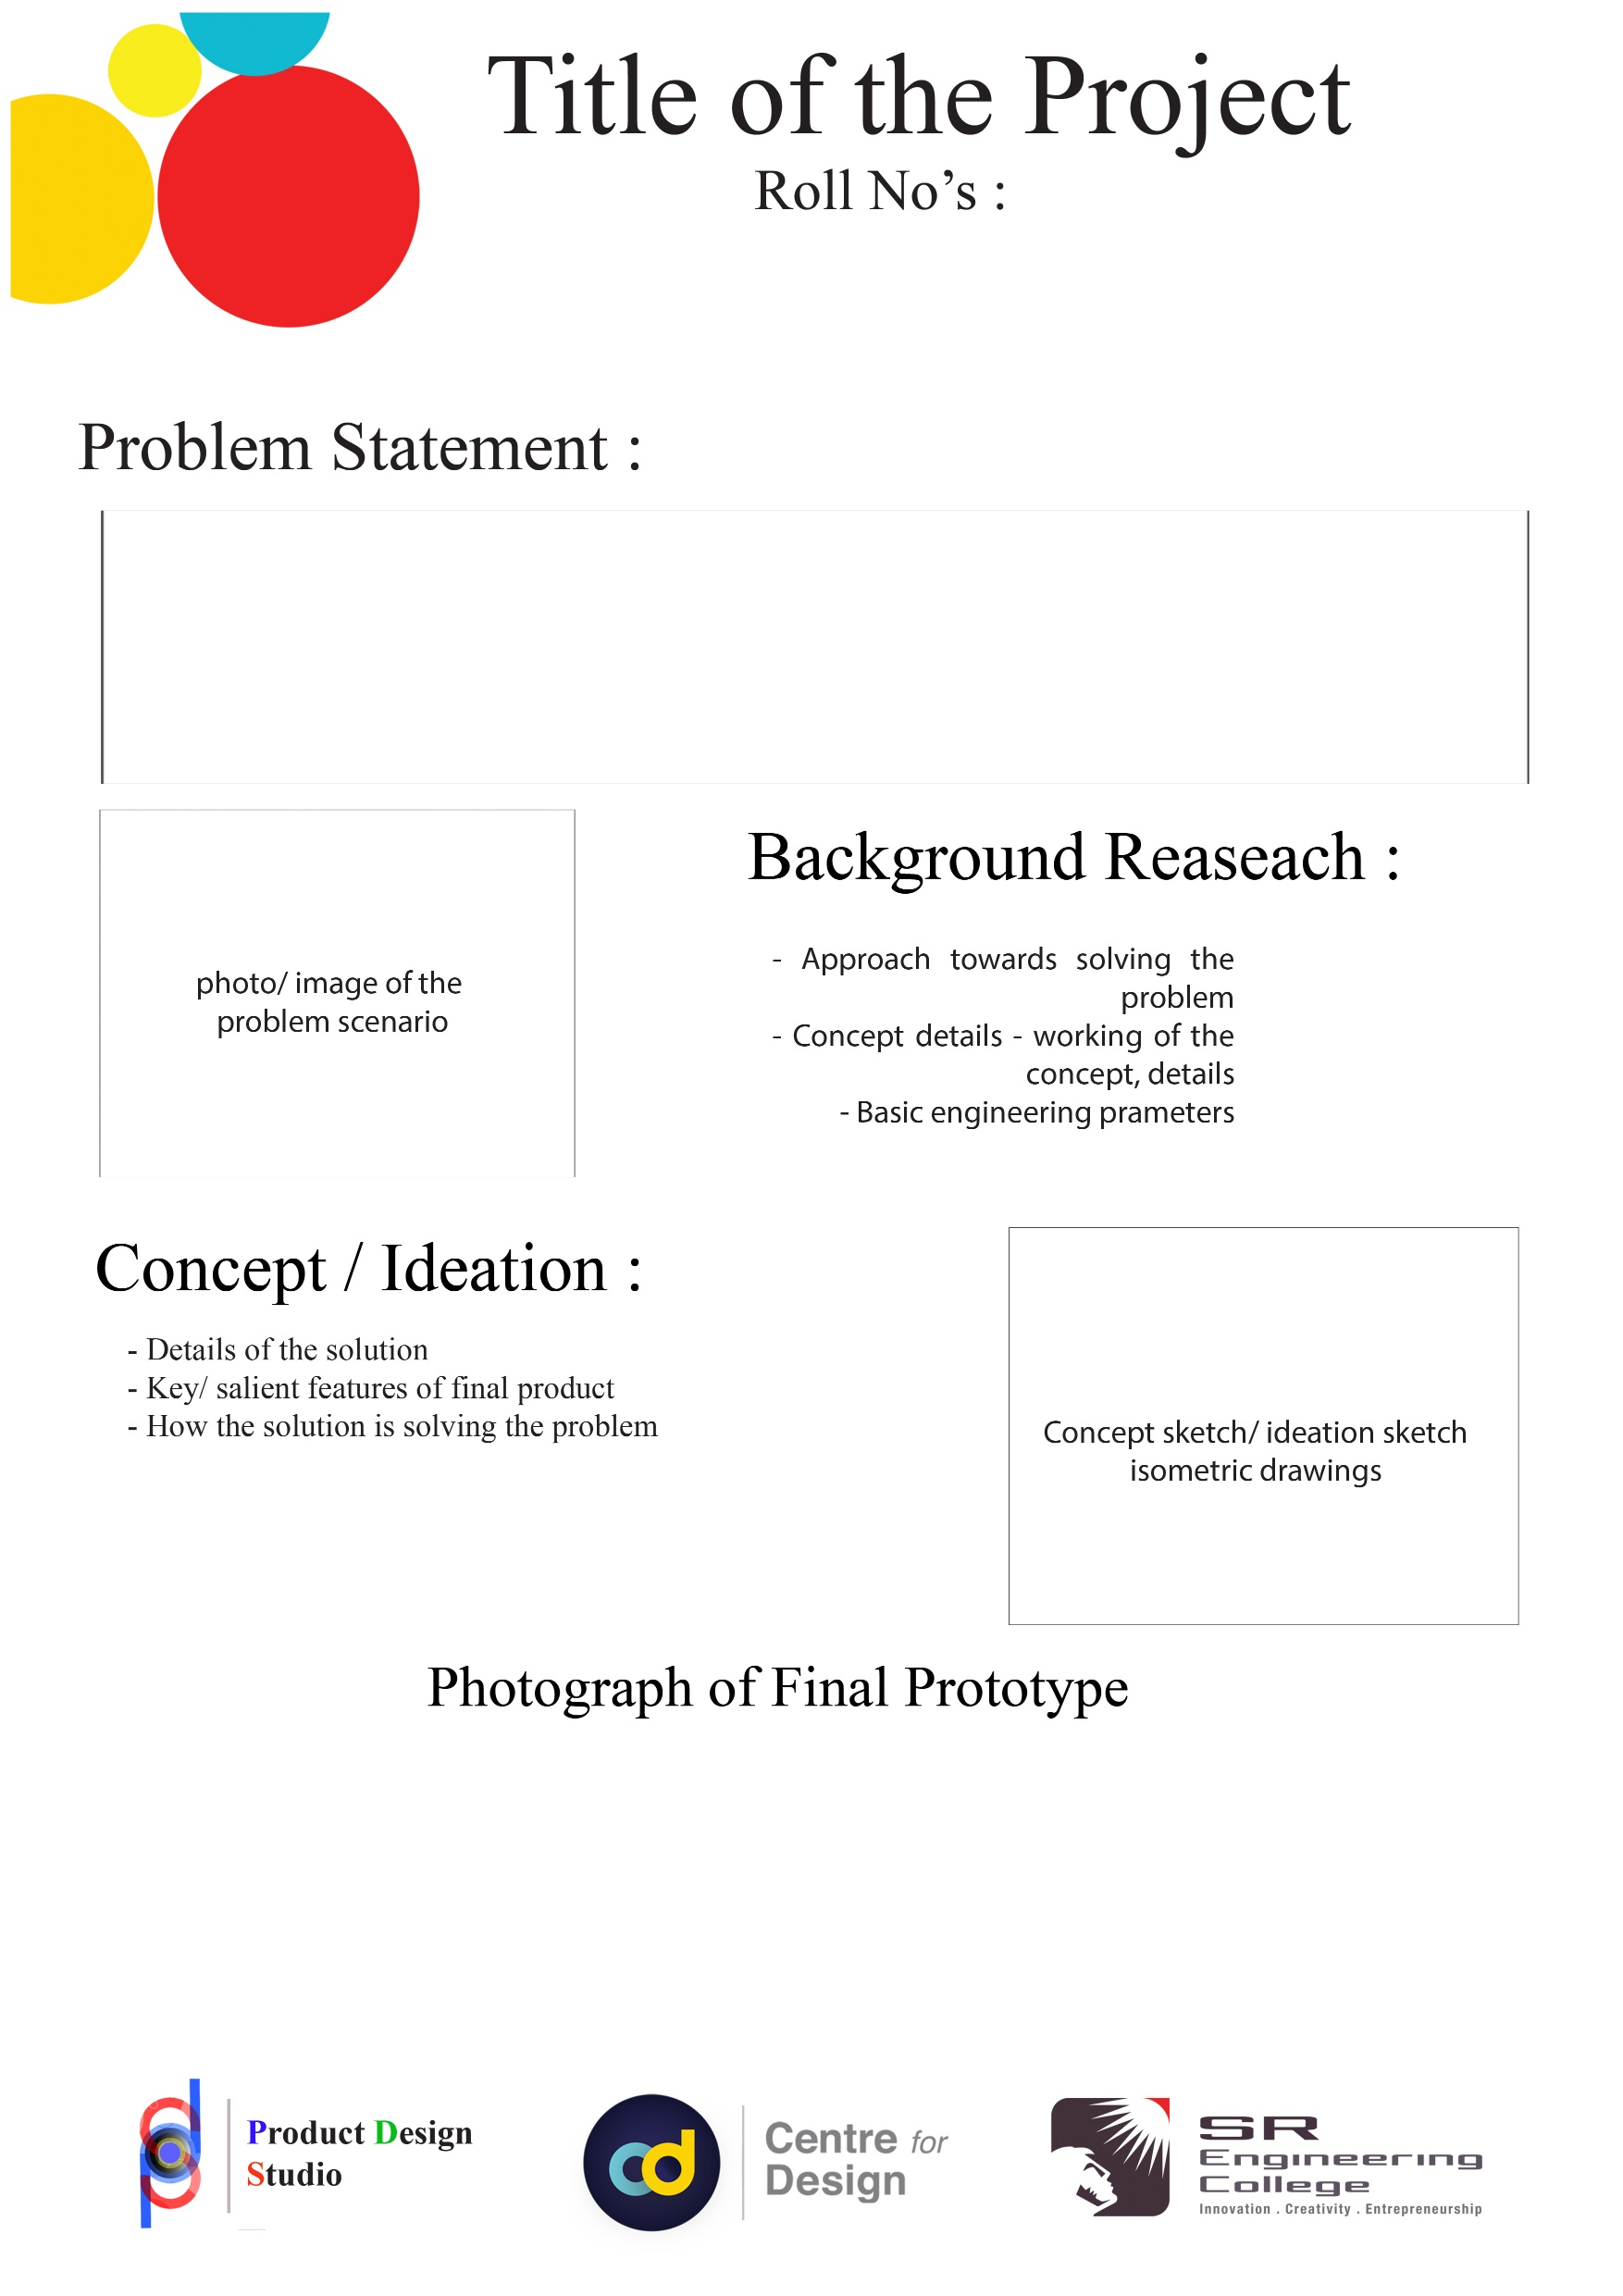 Title of the Project
Roll No’s :
Problem Statement :
photo/ image of the
problem scenario
Background Reaseach :
- Approach towards solving the
problem
- Concept details - working of the
concept, details
- Basic engineering prameters
Concept / Ideation :
- Details of the solution
- Key/ salient features of final product
- How the solution is solving the problem
Concept sketch/ ideation sketch
isometric drawings
Photograph of Final Prototype
Product Design
Studio
cd
Centre for
Design
SR
Engineering
College
Innovation . Creativity . Entrepreneurship